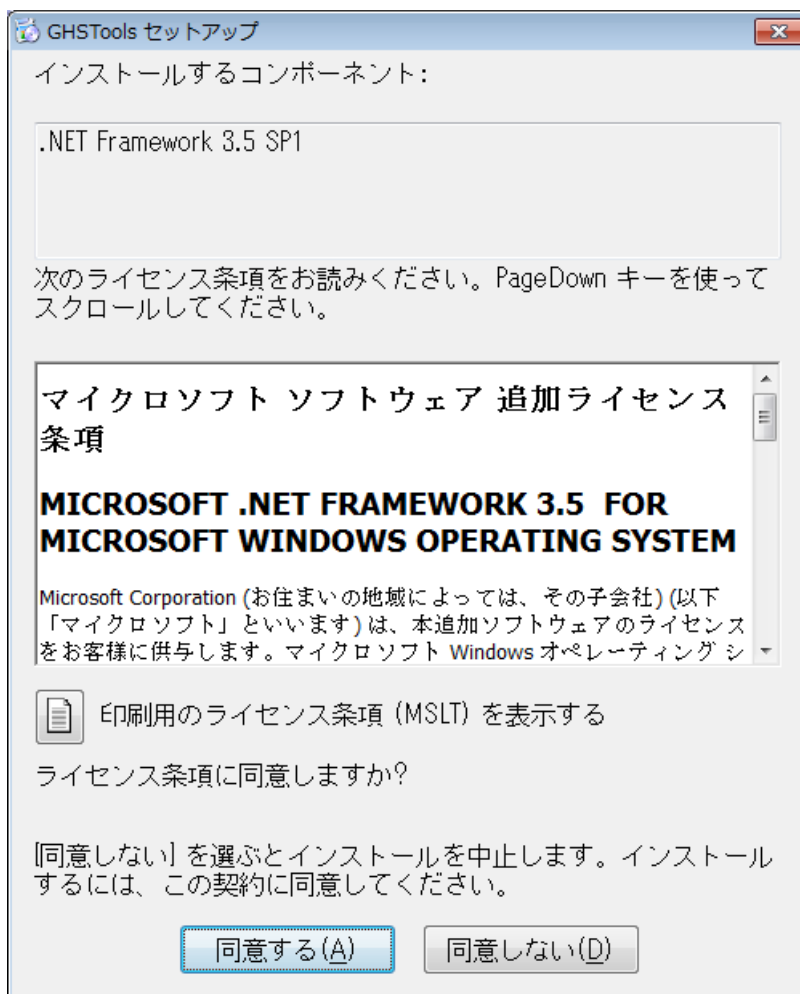 GHSTools セットアップ
インストールするコンポーネント:
.NET Framework 3.5 SP1
次のライセンス条項をお読みください。PageDown キーを使って
スクロールしてください。
マイクロソフト ソフトウェア 追加ライセンス
条項
MICROSOFT .NET FRAMEWORK 3.5 FOR
MICROSOFT WINDOWS OPERATING SYSTEM
Microsoft Corporation (お住まいの地域によっては、その子会社) (以下
「マイクロソフト」といいます) は、本追加ソフトウェアのライセンス
をお客様に供与します。マイクロソフト Windows オペレーティング シ
印刷用のライセンス条項 (MSLT) を表示する
ライセンス条項に同意しますか?
[同意しない] を選ぶとインストールを中止します。インストール
するには、この契約に同意してください。
同意する(A) 同意しない(D)